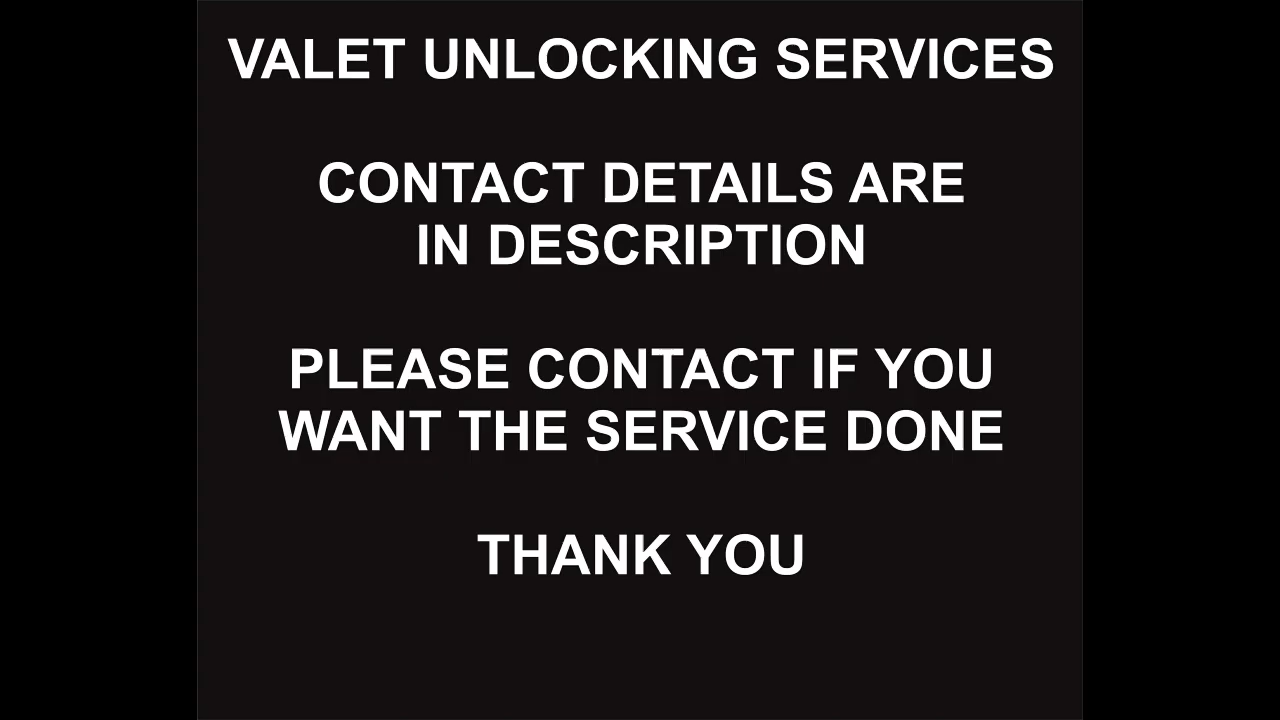 VALET UNLOCKING SERVICES
CONTACT DETAILS ARE
IN DESCRIPTION
PLEASE CONTACT IF YOU
WANT THE SERVICE DONE
THANK YOU